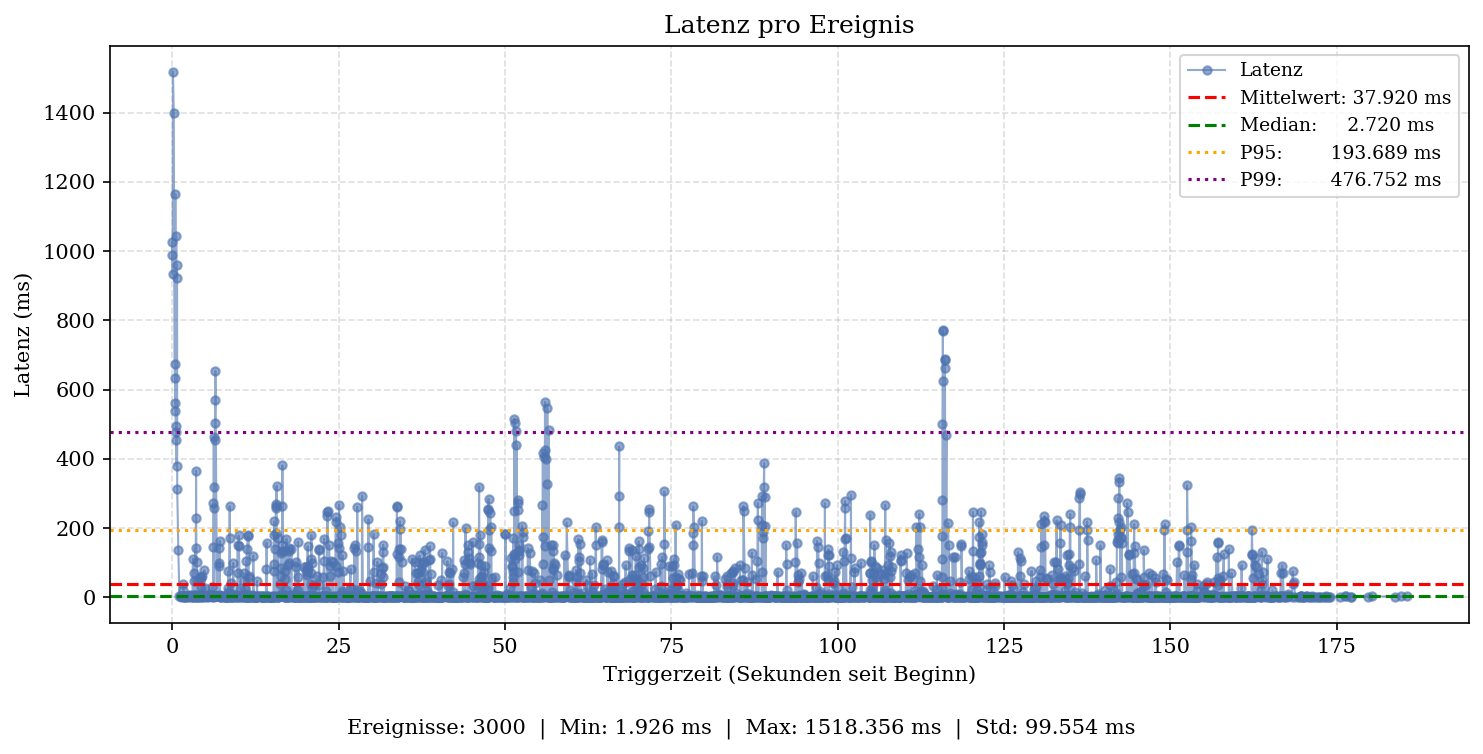 Latenz pro Ereignis
Latenz (ms)
1400
1200
1000
800
600
400
200
0
Latenz
Mittelwert: 37.920 ms
Median: 2.720 ms
P95: 193.689 ms
P99: 476.752 ms
0 25 50 75 100 125 150 175
Triggerzeit (Sekunden seit Beginn)
Ereignisse: 3000 | Min: 1.926 ms | Max: 1518.356 ms | Std: 99.554 ms